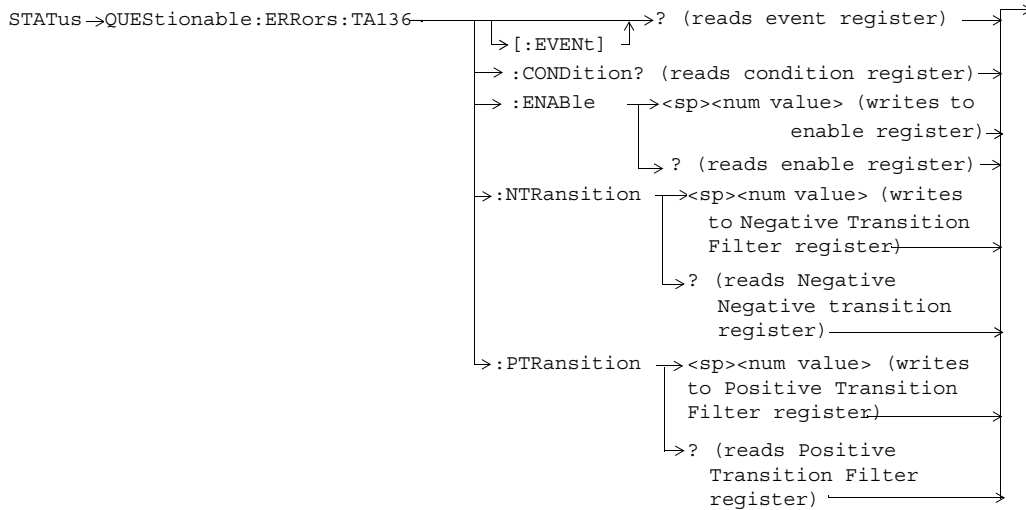 STATus QUEStionable:ERRors:TA136 ? (reads event register)
[:EVENt]
:CONDition? (reads condition register)
:ENABle <sp><num value> (writes to
enable register)
? (reads enable register)
:NTRansition <sp><num value> (writes
to Negative Transition
Filter register)
? (reads Negative
Negative transition
register)
:PTRansition <sp><num value> (writes
to Positive Transition
Filter register)
? (reads Positive
Transition Filter
register)